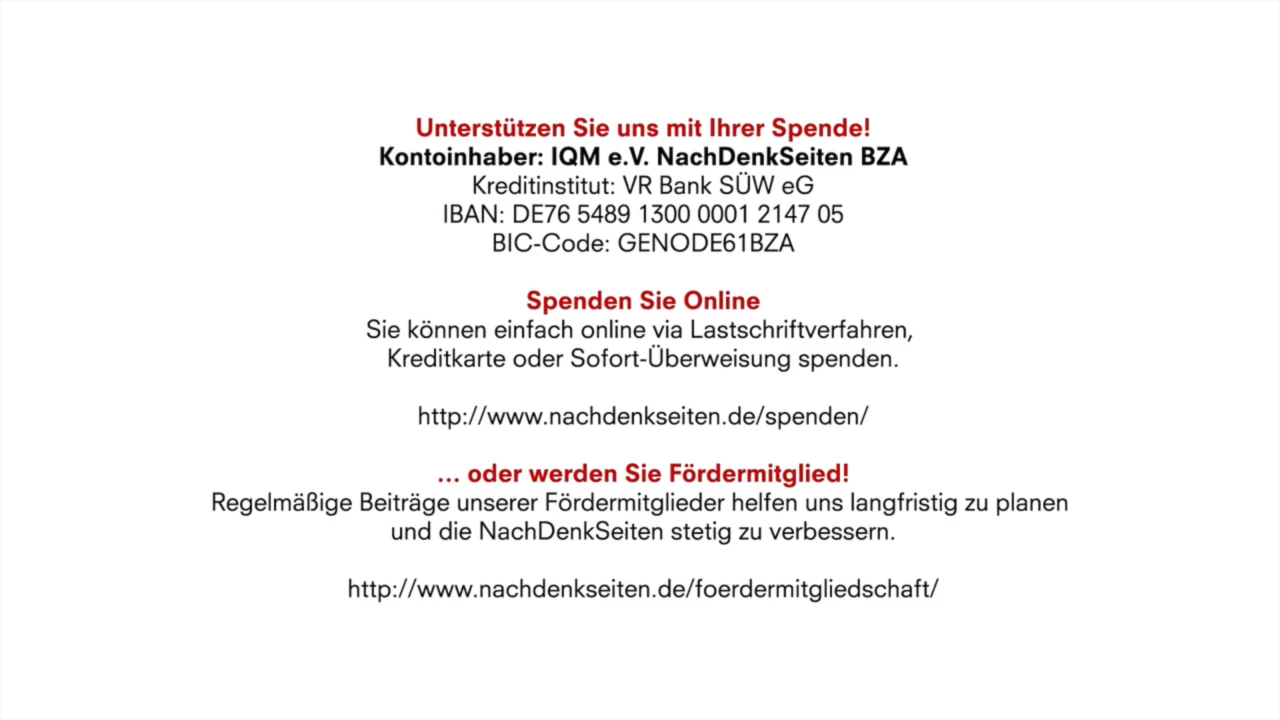 Unterstützen Sie uns mit Ihrer Spende!
Kontoinhaber: IQM e.V. NachDenkSeiten BZA
Kreditinstitut: VR Bank SÜW eG
IBAN: DE76 5489 1300 0001 2147 05
BIC-Code: GENODE61BZA
Spenden Sie Online
Sie können einfach online via Lastschriftverfahren,
Kreditkarte oder Sofort-Überweisung spenden.
http://www.nachdenkseiten.de/spenden/
... oder werden Sie Fördermitglied!
Regelmäßige Beiträge unserer Fördermitglieder helfen uns langfristig zu planen
und die NachDenkSeiten stetig zu verbessern.
http://www.nachdenkseiten.de/foerdermitgliedschaft/